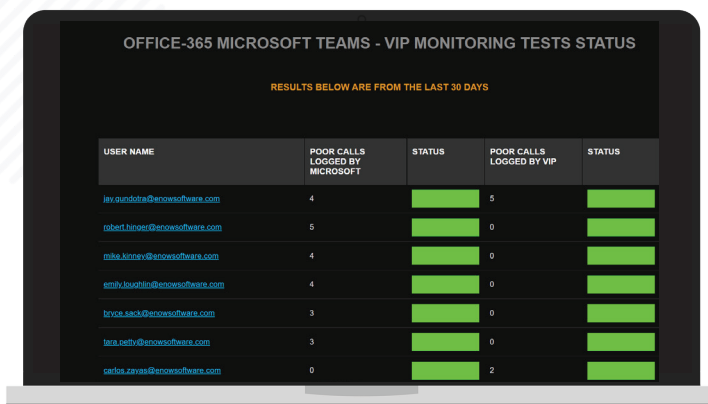 OFFICE-365 MICROSOFT TEAMS - VIP MONITORING TESTS STATUS
RESULTS BELOW ARE FROM THE LAST 30 DAYS
USER NAME POOR CALLS LOGGED BY MICROSOFT STATUS POOR CALLS LOGGED BY VIP STATUS
jay.gundotra@enowsoftware.com 4 5
robert.hinger@enowsoftware.com 5 0
mike.kinney@enowsoftware.com 4 0
emily.loughlin@enowsoftware.com 4 0
bryce.sack@enowsoftware.com 3 0
tara.petty@enowsoftware.com 3 0
carlos.zayas@enowsoftware.com 0 2